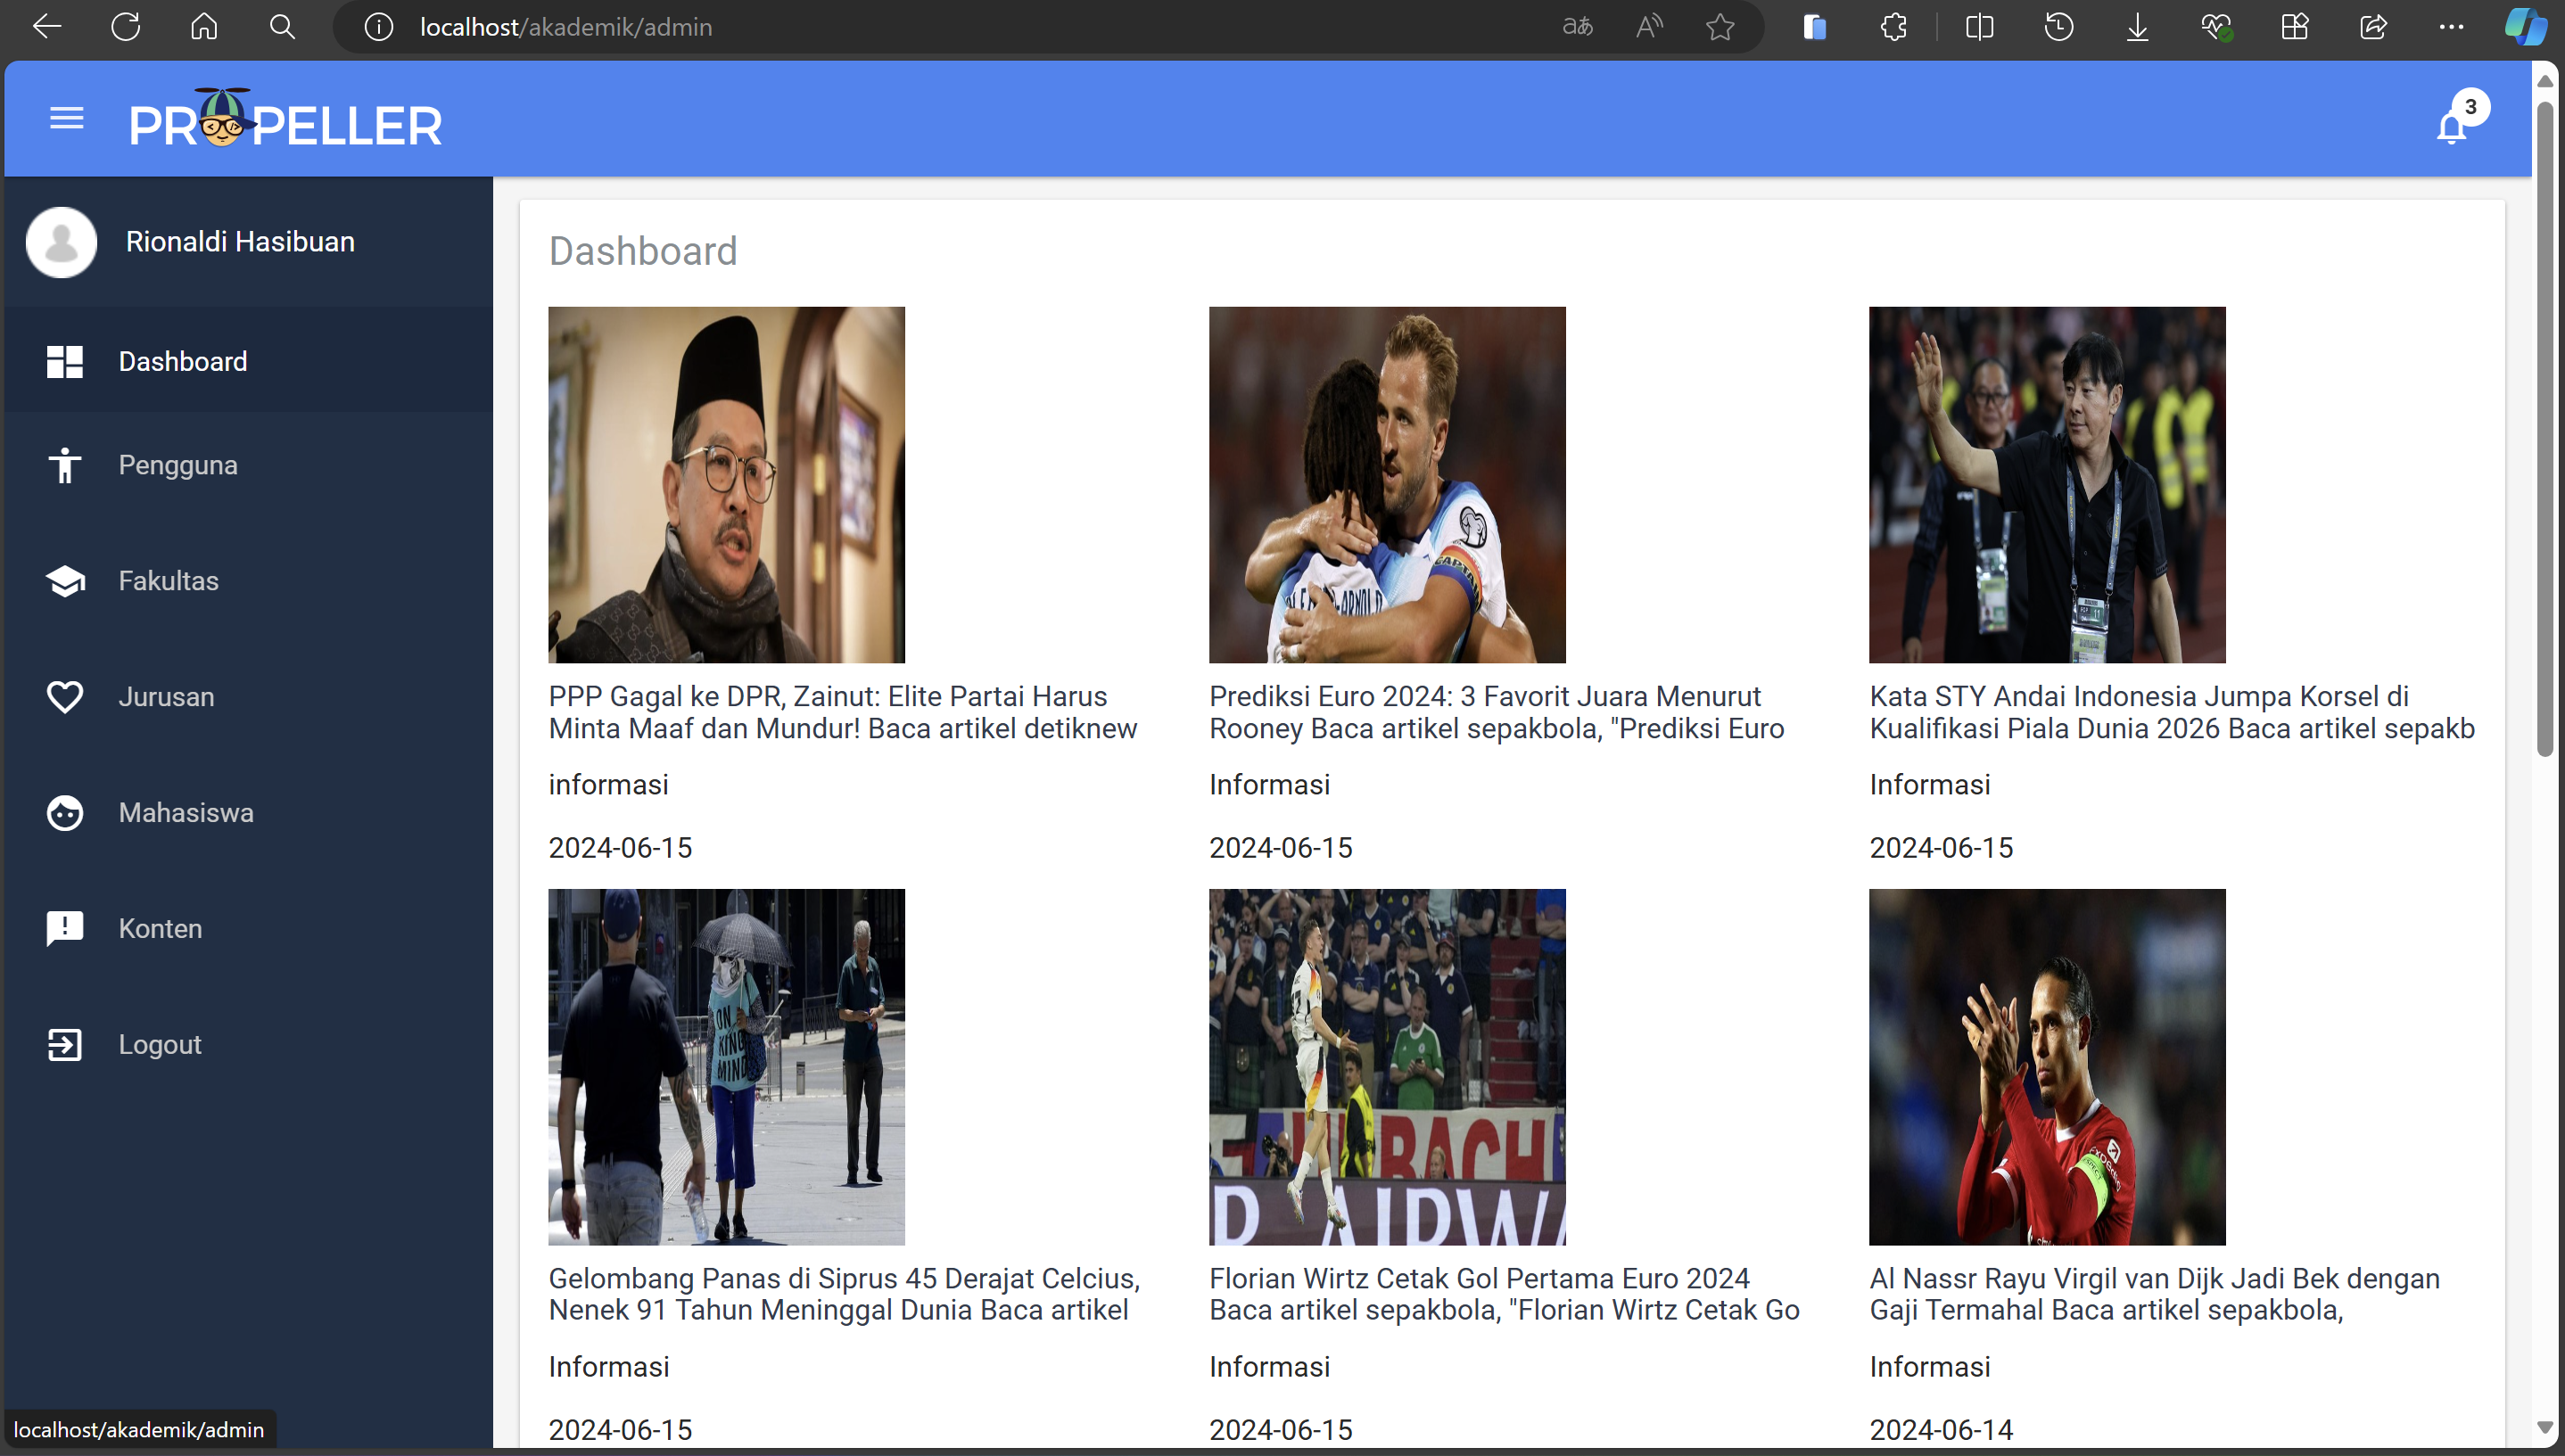 localhost/akademik/admin
PROPELLER
3
Rionaldi Hasibuan
Dashboard
Pengguna
Fakultas
Jurusan
Mahasiswa
Konten
Logout
Dashboard
PPP Gagal ke DPR, Zainut: Elite Partai Harus
Minta Maaf dan Mundur! Baca artikel detiknew
informasi
2024-06-15
Prediksi Euro 2024: 3 Favorit Juara Menurut
Rooney Baca artikel sepakbola, "Prediksi Euro
Informasi
2024-06-15
Kata STY Andai Indonesia Jumpa Korsel di
Kualifikasi Piala Dunia 2026 Baca artikel sepakb
Informasi
2024-06-15
ON
KING
MIND
Gelombang Panas di Siprus 45 Derajat Celcius,
Nenek 91 Tahun Meninggal Dunia Baca artikel
Informasi
2024-06-15
BACH
R AIRWA
Florian Wirtz Cetak Gol Pertama Euro 2024
Baca artikel sepakbola, "Florian Wirtz Cetak Go
Informasi
2024-06-15
Al Nassr Rayu Virgil van Dijk Jadi Bek dengan
Gaji Termahal Baca artikel sepakbola,
Informasi
2024-06-14
localhost/akademik/admin